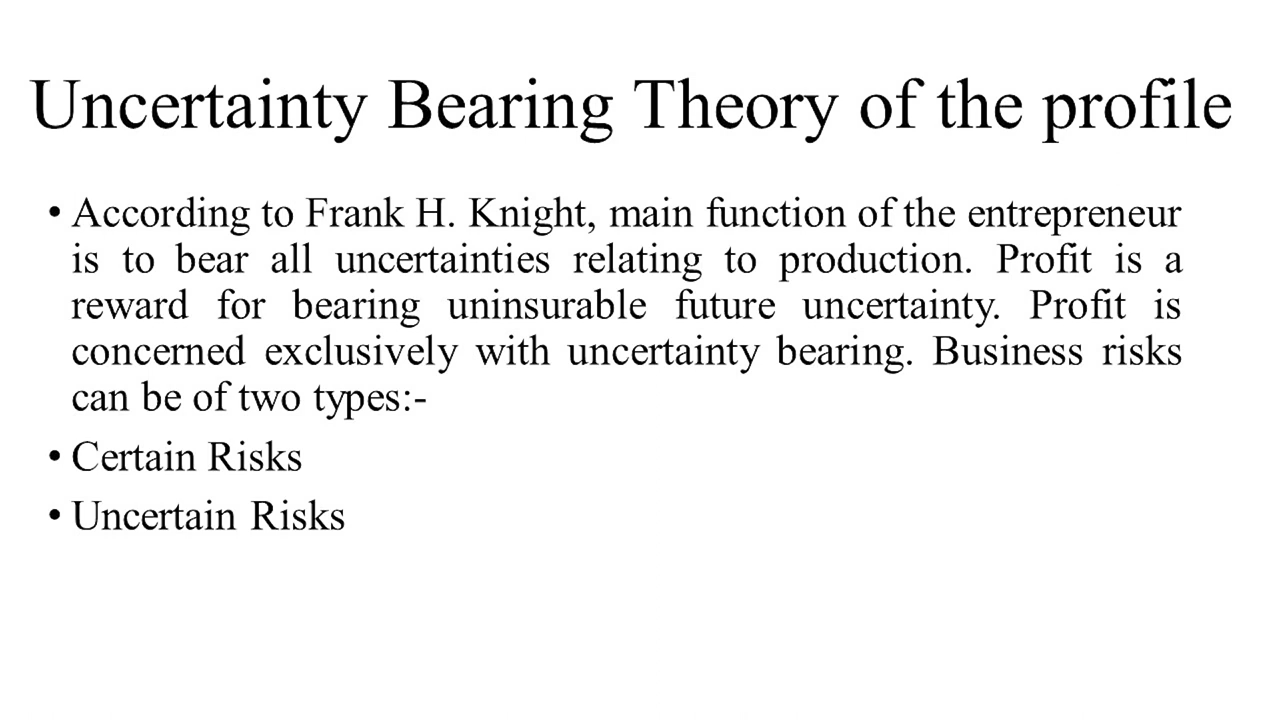 Uncertainty Bearing Theory of the profile
• According to Frank H. Knight, main function of the entrepreneur
is to bear all uncertainties relating to production. Profit is a
reward for bearing uninsurable future uncertainty. Profit is
concerned exclusively with uncertainty bearing. Business risks
can be of two types:-
• Certain Risks
• Uncertain Risks